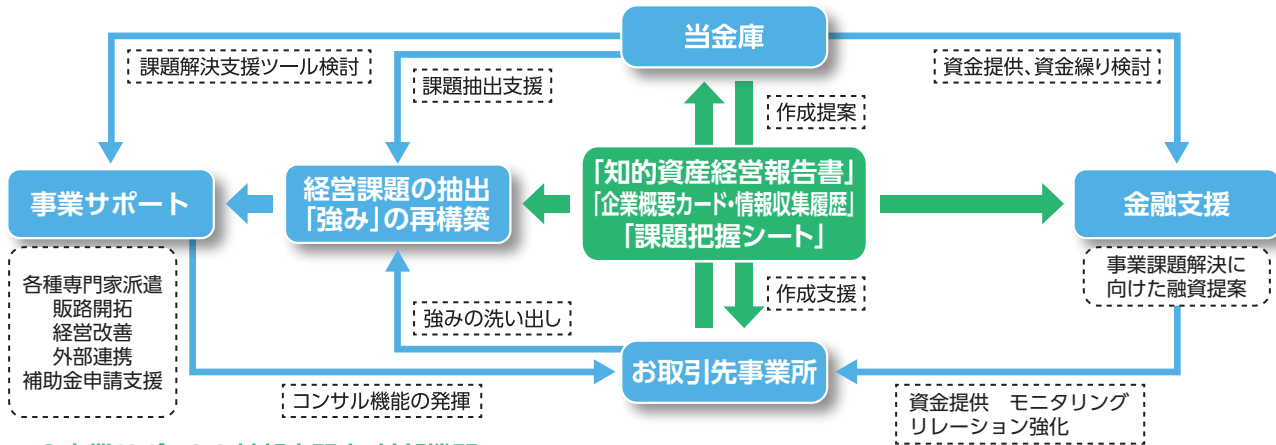 当金庫
課題解決支援ツール検討
課題抽出支援
資金提供、資金繰り検討
作成提案
事業サポート
経営課題の抽出
「強み」の再構築
「知的資産経営報告書」
「企業概要カード・情報収集履歴」
「課題把握シート」
金融支援
各種専門家派遣
販路開拓
経営改善
外部連携
補助金申請支援
事業課題解決に
向けた融資提案
作成支援
強みの洗い出し
お取引先事業所
コンサル機能の発揮
資金提供　モニタリング
リレーション強化